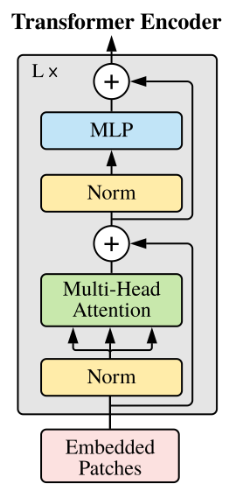 Transformer Encoder
L x
+
MLP
Norm
+
Multi-Head
Attention
Norm
Embedded
Patches